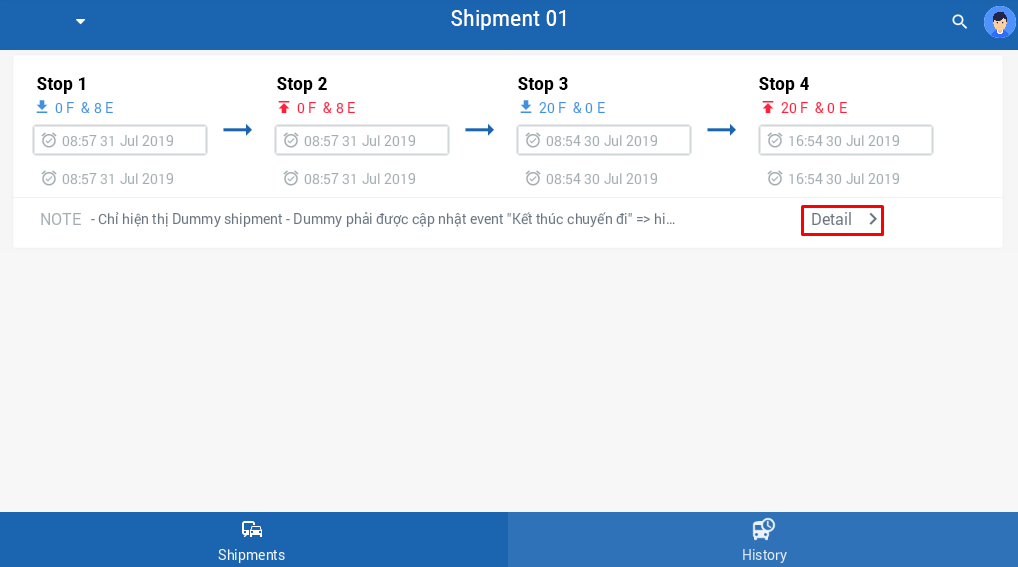 Shipment 01
Stop 1 Stop 2 Stop 3 Stop 4
0 F & 8 E 0 F & 8 E 20 F & 0 E 20 F & 0 E
08:57 31 Jul 2019 08:57 31 Jul 2019 08:54 30 Jul 2019 16:54 30 Jul 2019
08:57 31 Jul 2019 08:57 31 Jul 2019 08:54 30 Jul 2019 16:54 30 Jul 2019
NOTE - Chỉ hiện thị Dummy shipment - Dummy phải được cập nhật event "Kết thúc chuyến đi" => hi... Detail
Shipments History